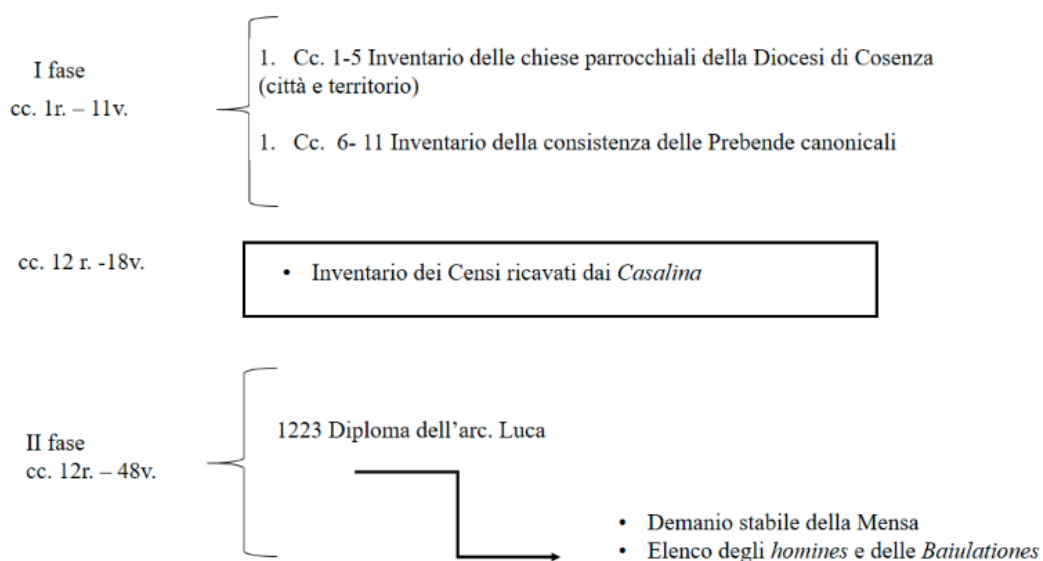 I fase
cc. 1r. – 11v.
1. Cc. 1-5 Inventario delle chiese parrocchiali della Diocesi di Cosenza
(città e territorio)
1. Cc. 6- 11 Inventario della consistenza delle Prebende canonicali
cc. 12 r. -18v.
• Inventario dei Censi ricavati dai Casalina
II fase
cc. 12r. – 48v.
1223 Diploma dell’arc. Luca
• Demanio stabile della Mensa
• Elenco degli homines e delle Baiulationes